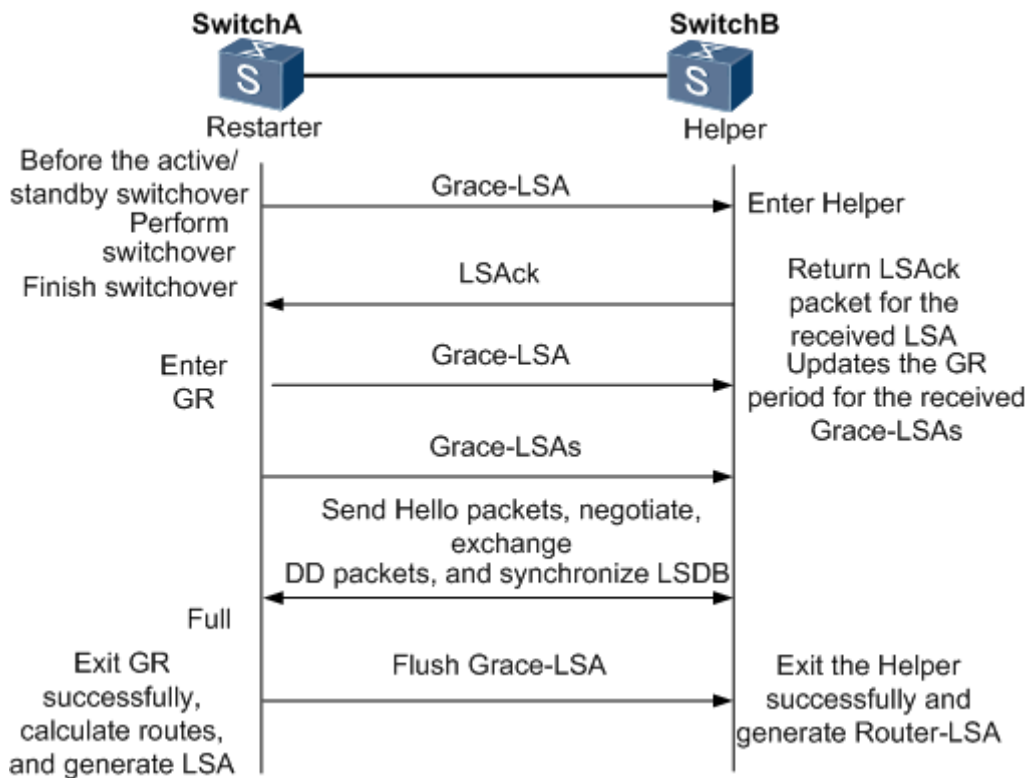 SwitchA
SwitchB
S
S
Restarter
Helper
Before the active/
standby switchover
Grace-LSA
Enter Helper
Perform
switchover
Finish switchover
LSAck
Return LSAck
packet for the
received LSA
Enter
GR
Grace-LSA
Updates the GR
period for the received
Grace-LSAs
Grace-LSAs
Send Hello packets, negotiate,
exchange
DD packets, and synchronize LSDB
Full
Exit GR
successfully,
calculate routes,
and generate LSA
Flush Grace-LSA
Exit the Helper
successfully and
generate Router-LSA